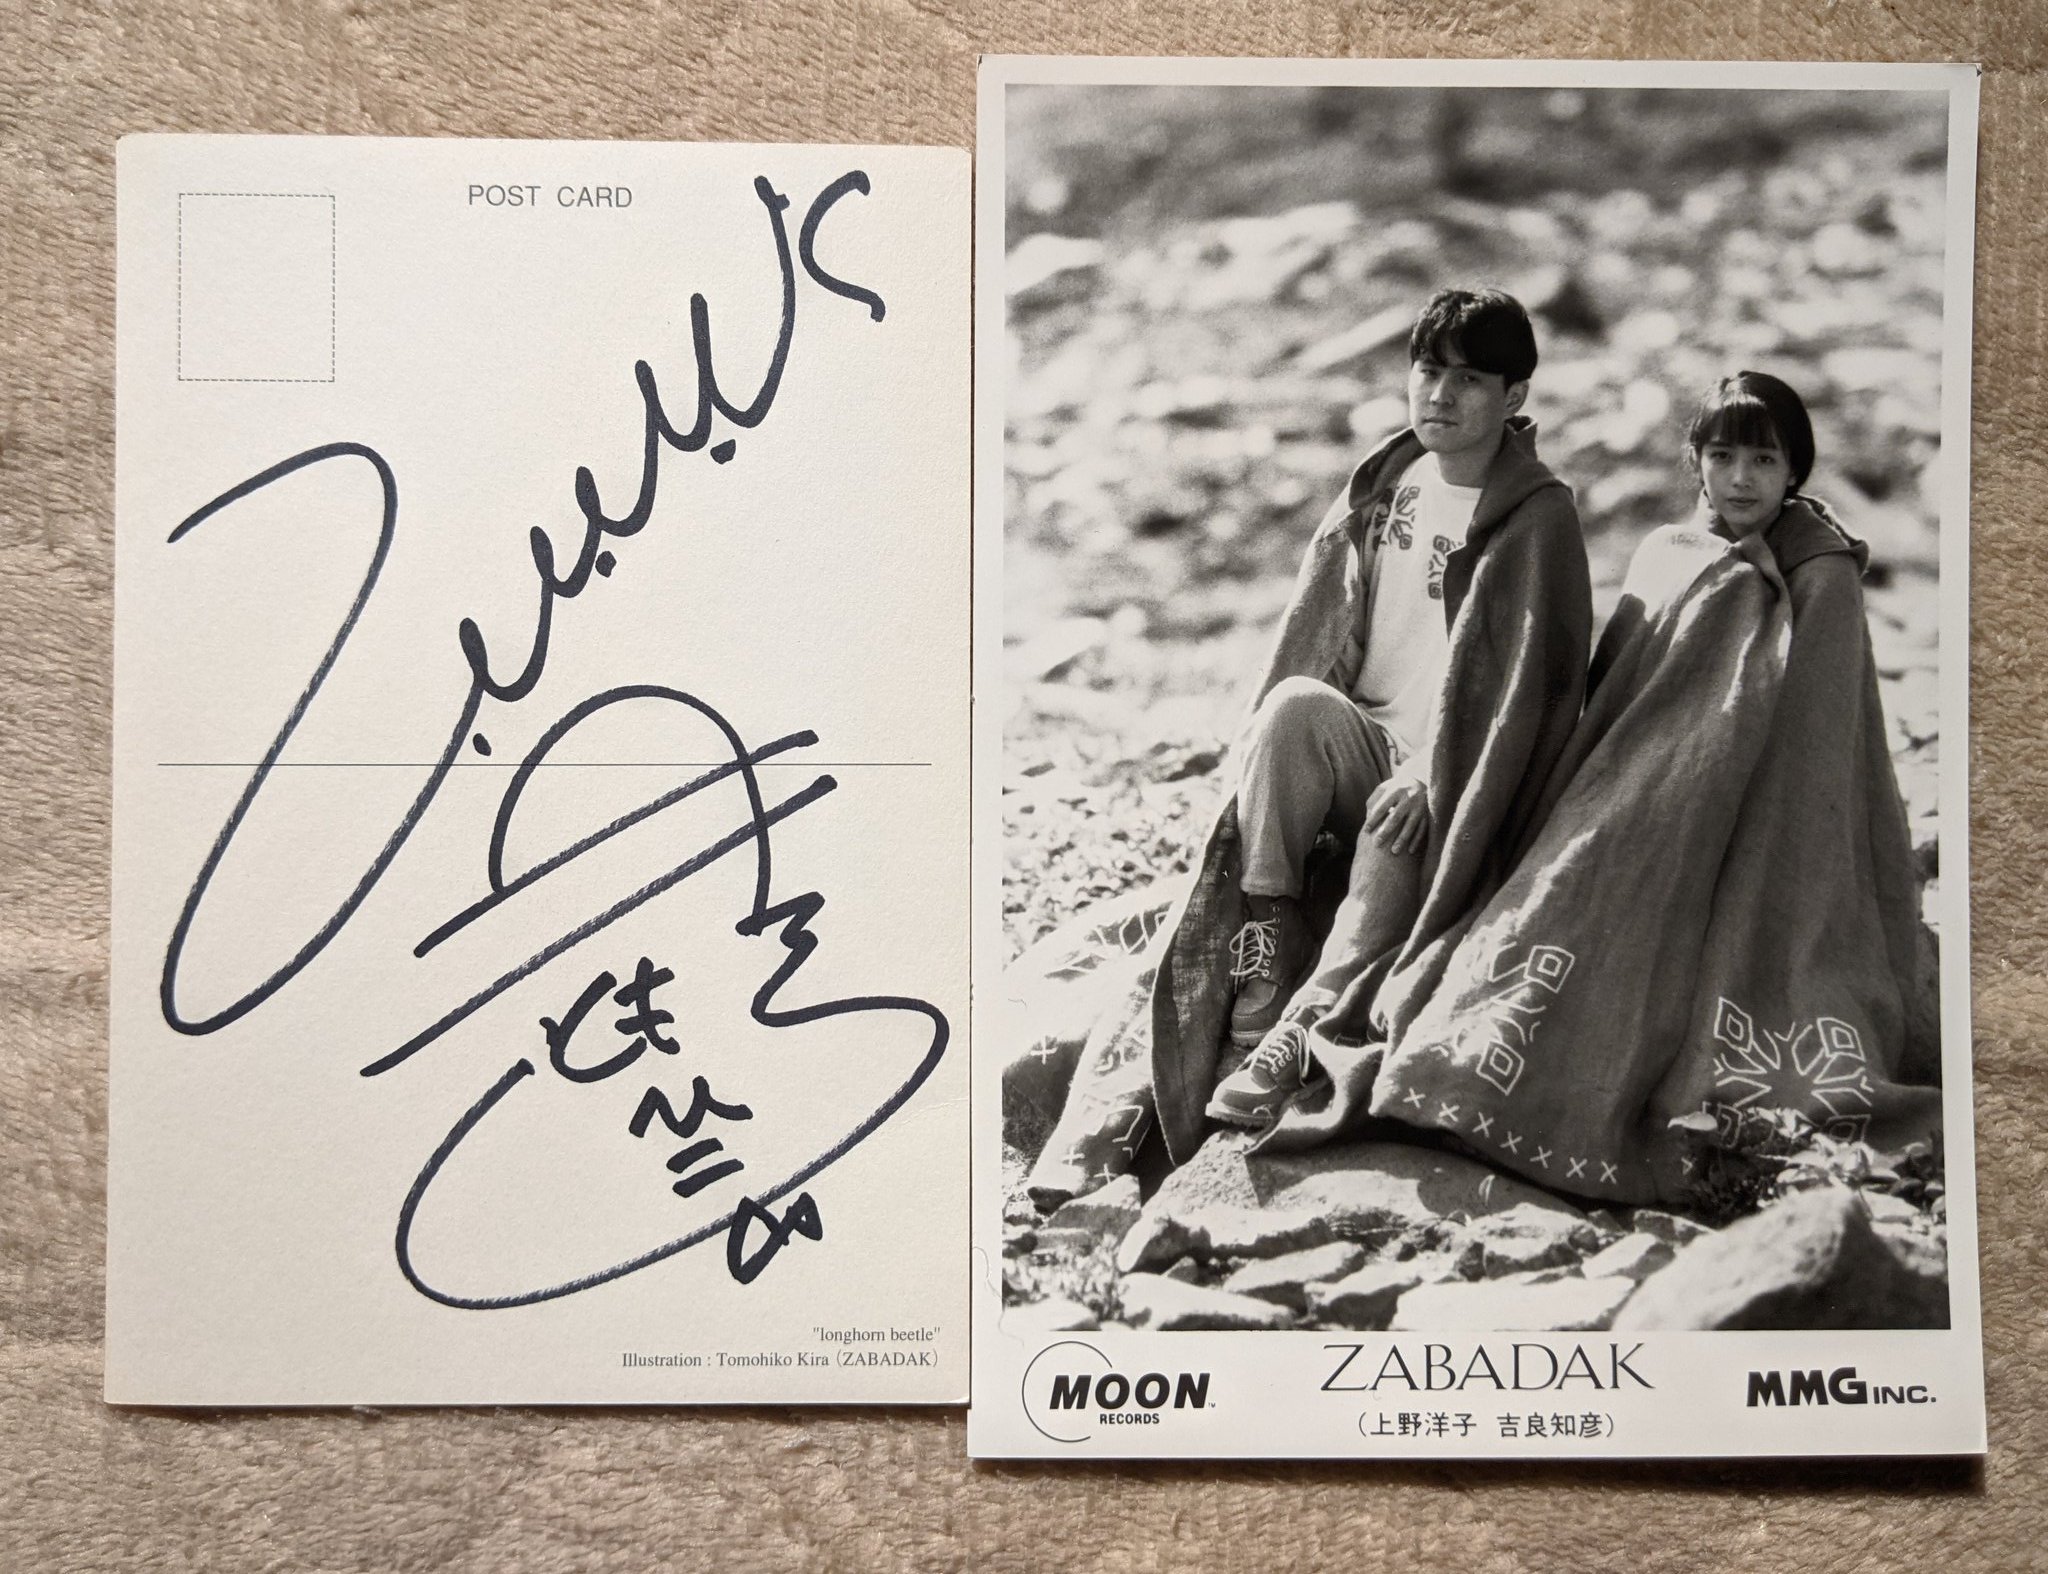 POST CARD
"longhorn beetle"
Illustration : Tomohiko Kira (ZABADAK)
MOON™
RECORDS
ZABADAK
(上野洋子 吉良知彦)
MMG INC.